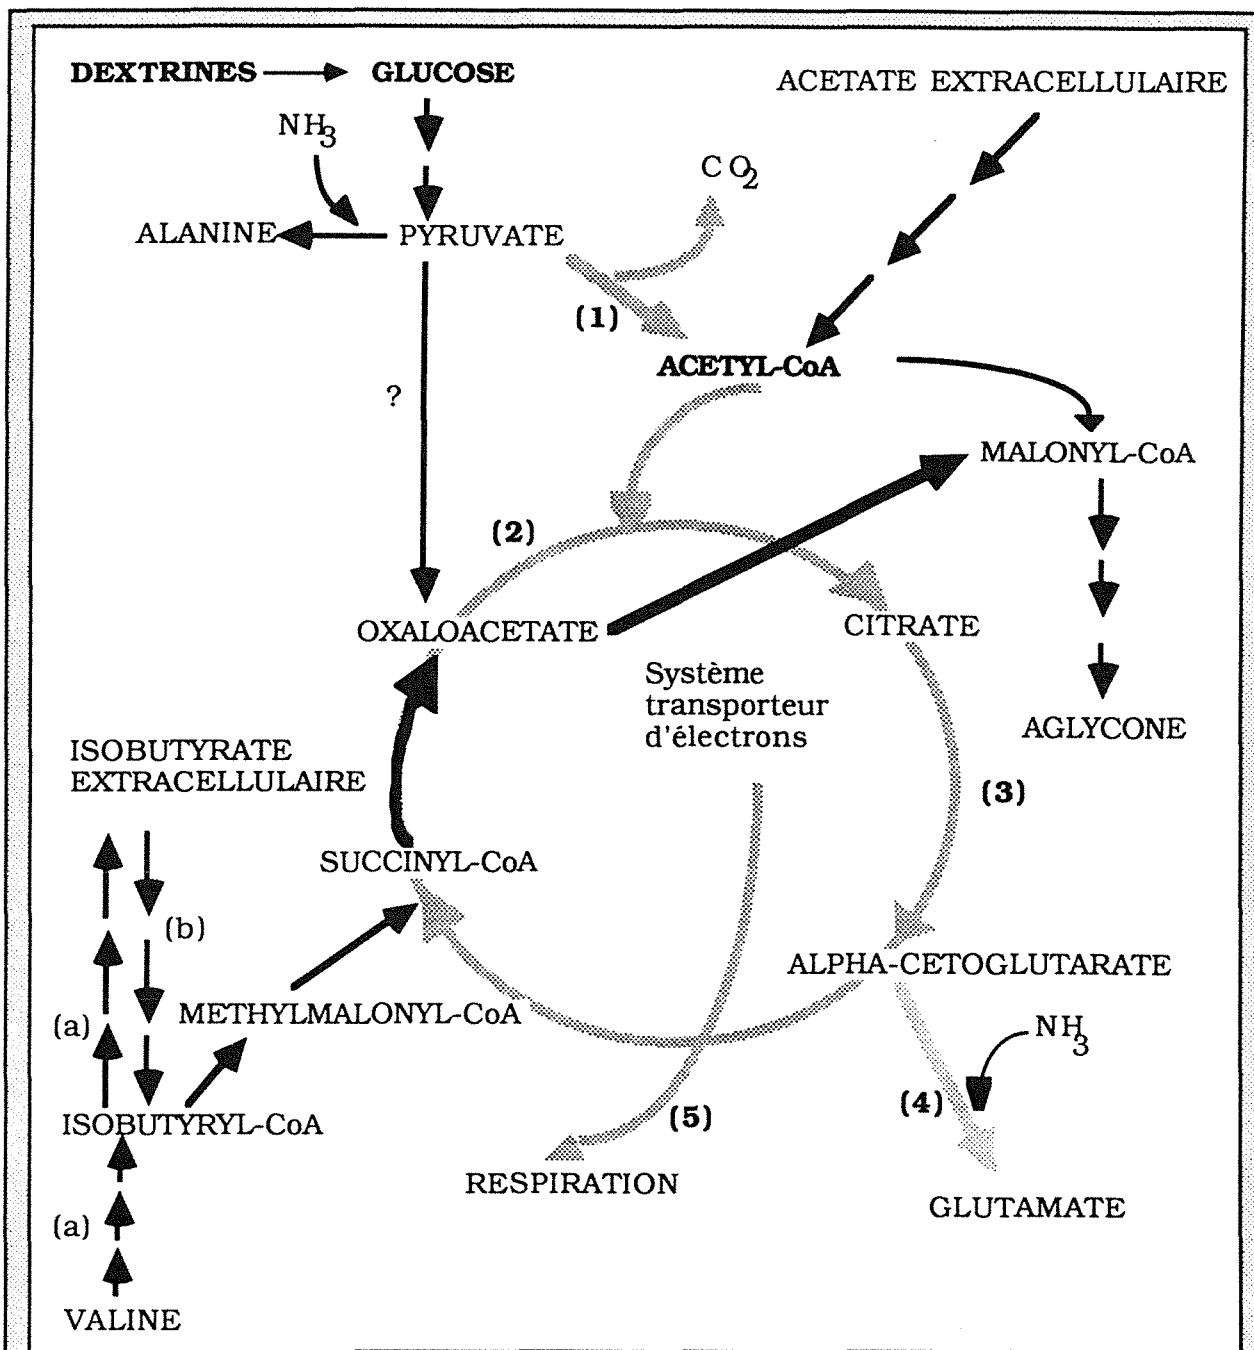 DEXTRINES GLUCOSE
ACETATE EXTRACELLULAIRE
NH3
CO2
ALANINE PYRUVATE
(1)
ACETYL-CoA
?
MALONYL-CoA
(2)
OXALOACETATE
CITRATE
Système
transporteur
d'électrons
AGLYCONE
ISOBUTYRATE
EXTRACELLULAIRE
(3)
SUCCINYL-CoA
(b)
ALPHA-CETOGLUTARATE
METHYLMALONYL-CoA
(a)
NH3
ISOBUTYRYL-CoA
(5)
(4)
RESPIRATION
GLUTAMATE
(a)
VALINE